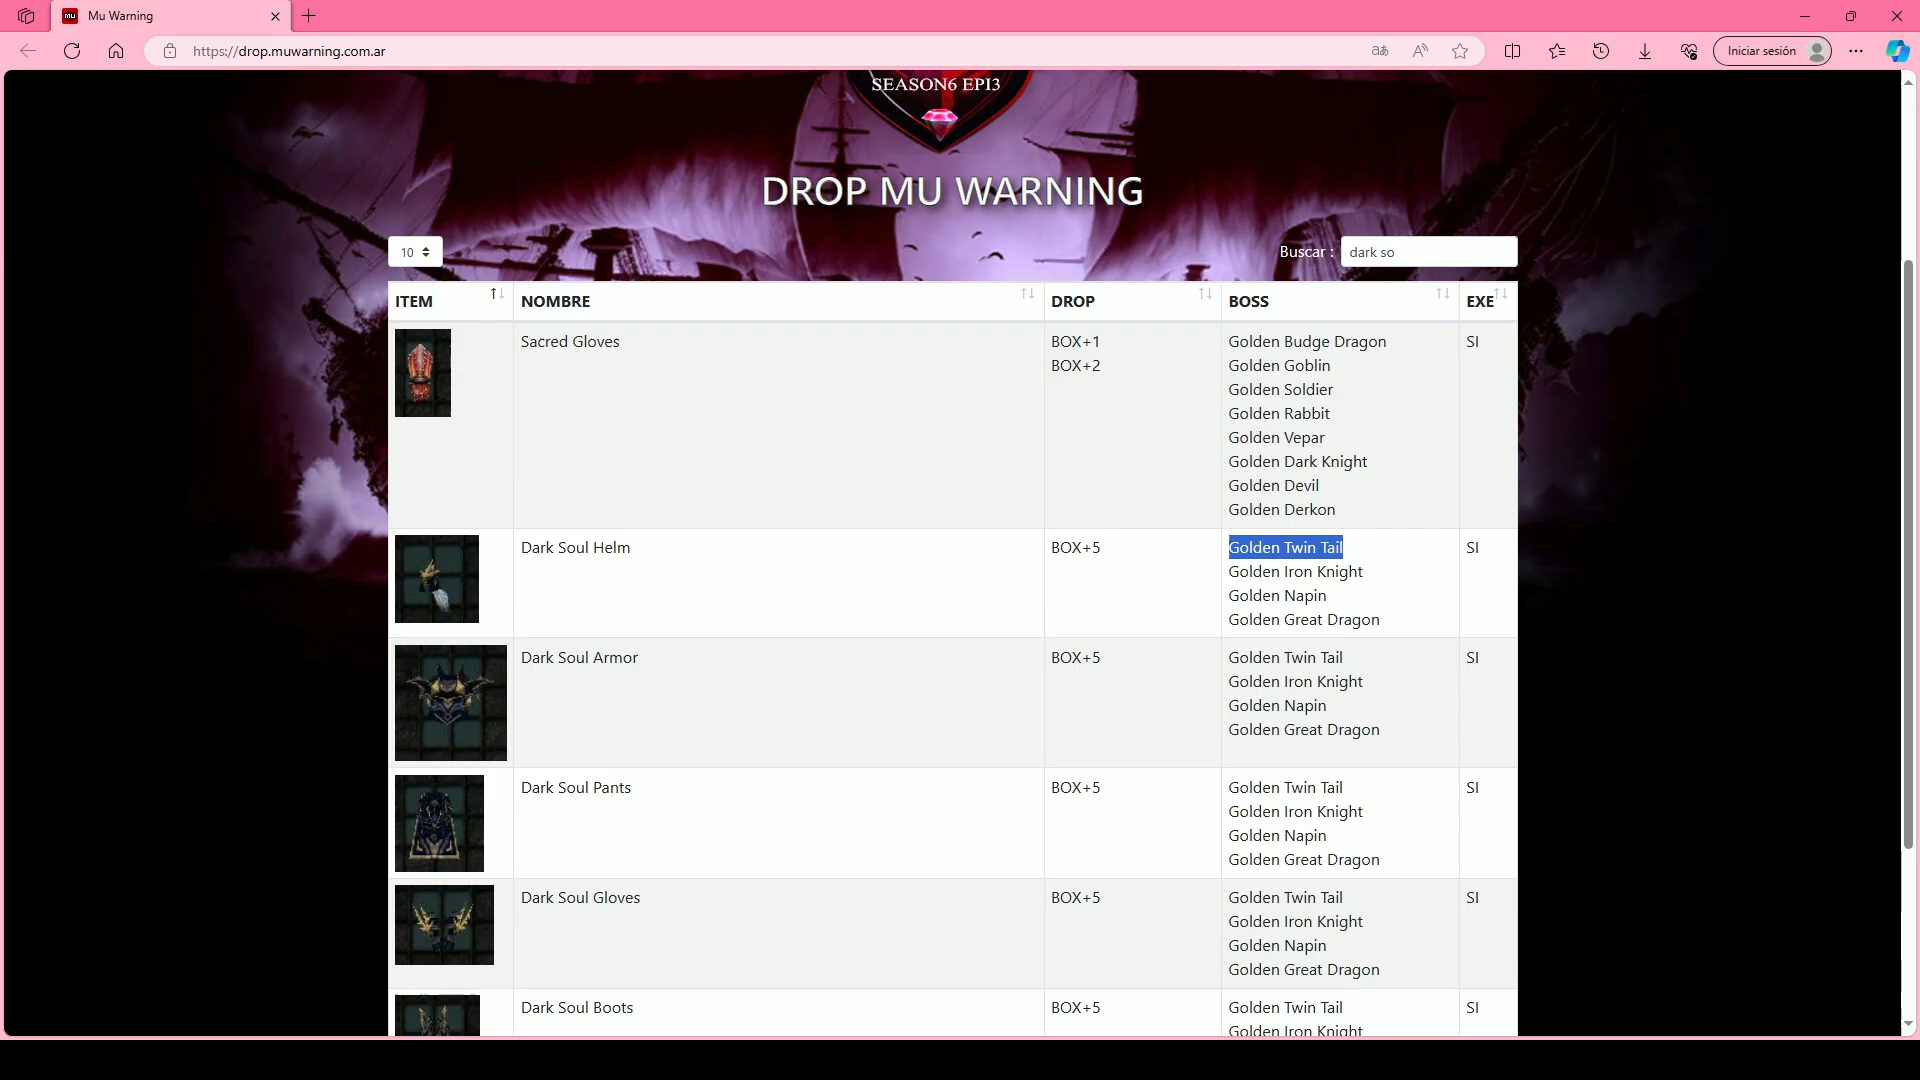 Mu Warning
https://drop.muwarning.com.ar
Iniciar sesión
SEASON6 EPI3
DROP MU WARNING
10
Buscar :
dark so
ITEM NOMBRE DROP BOSS EXE
Sacred Gloves BOX+1 Golden Budge Dragon SI
BOX+2 Golden Goblin
Golden Soldier
Golden Rabbit
Golden Vepar
Golden Dark Knight
Golden Devil
Golden Derkon
Dark Soul Helm BOX+5 Golden Twin Tail SI
Golden Iron Knight
Golden Napin
Golden Great Dragon
Dark Soul Armor BOX+5 Golden Twin Tail SI
Golden Iron Knight
Golden Napin
Golden Great Dragon
Dark Soul Pants BOX+5 Golden Twin Tail SI
Golden Iron Knight
Golden Napin
Golden Great Dragon
Dark Soul Gloves BOX+5 Golden Twin Tail SI
Golden Iron Knight
Golden Napin
Golden Great Dragon
Dark Soul Boots BOX+5 Golden Twin Tail SI
Golden Iron Knight